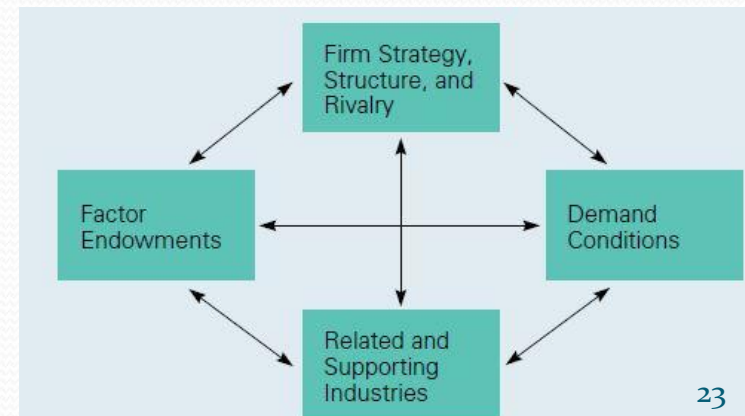 Firm Strategy,
Structure, and
Rivalry
Factor
Endowments
Demand
Conditions
Related and
Supporting
Industries
23